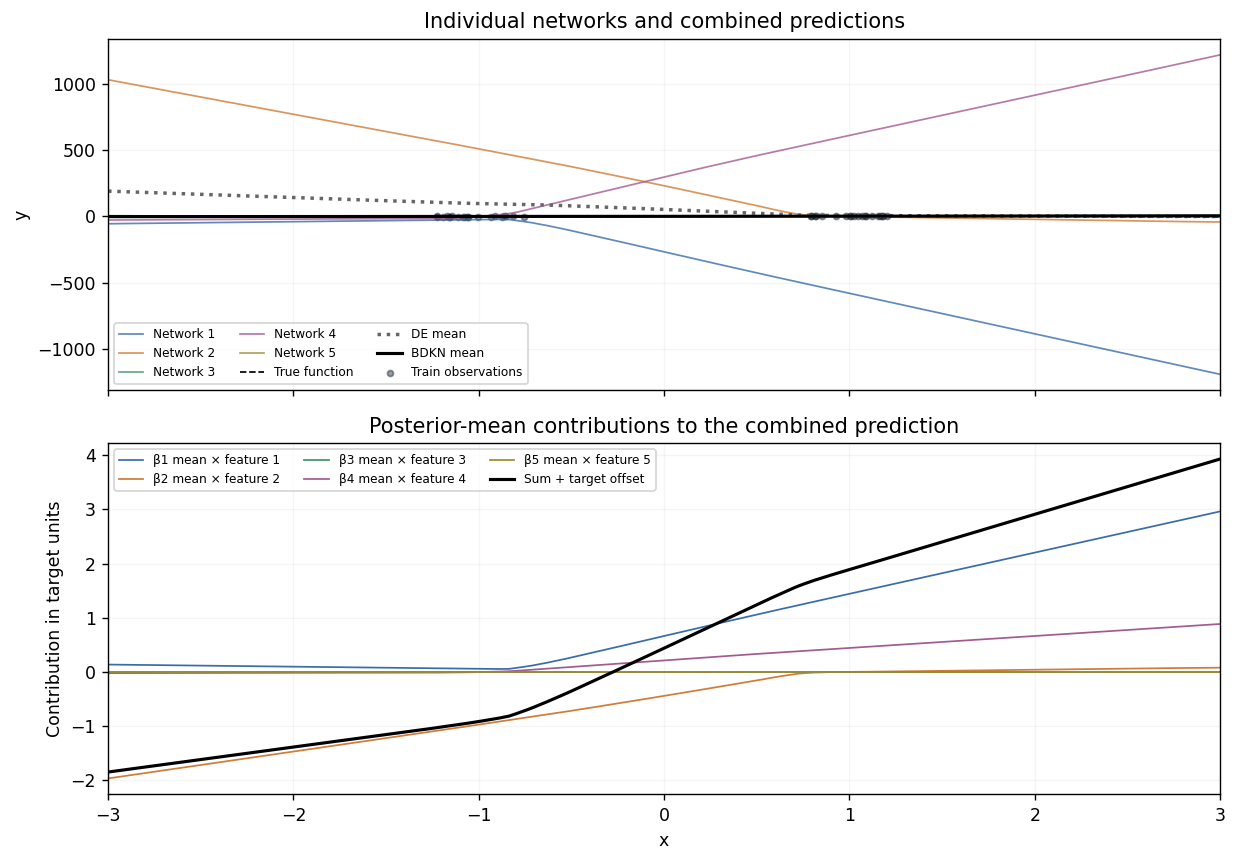 Individual networks and combined predictions
1000
500
0
−500
−1000
y
Network 1
Network 2
Network 3
Network 4
Network 5
True function
DE mean
BDKN mean
Train observations
Posterior-mean contributions to the combined prediction
4
3
2
1
0
−1
−2
Contribution in target units
β1 mean × feature 1
β2 mean × feature 2
β3 mean × feature 3
β4 mean × feature 4
β5 mean × feature 5
Sum + target offset
−3 −2 −1 0 1 2 3
x